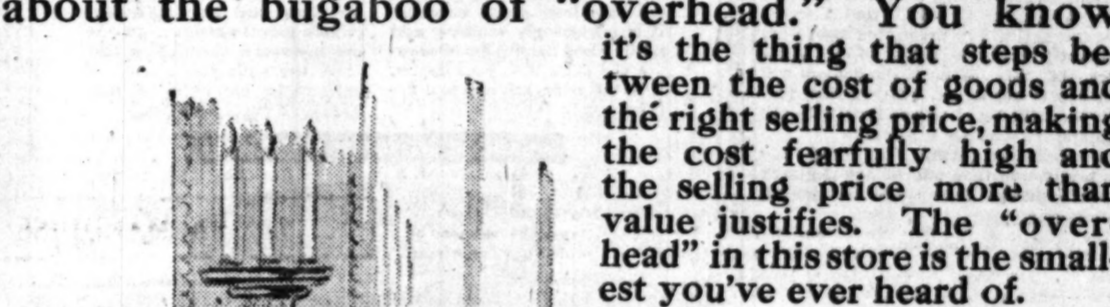 about the bugaboo of "overhead." You know
it's the thing that steps be-
tween the cost of goods and
the right selling price, making
the cost fearfully high and
the selling price more than
value justifies. The "over-
head" in this store is the small-
est you've ever heard of.